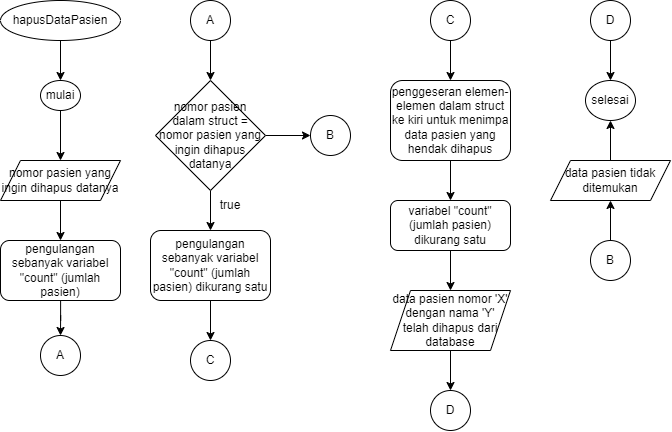 hapusDataPasien
mulai
nomor pasien yang
ingin dihapus datanya
pengulangan
sebanyak variabel
"count" (jumlah
pasien)
A
A
nomor pasien
dalam struct =
nomor pasien yang
ingin dihapus
datanya
B
true
pengulangan
sebanyak variabel
"count" (jumlah
pasien) dikurang satu
C
C
penggeseran elemen-
elemen dalam struct
ke kiri untuk menimpa
data pasien yang
hendak dihapus
variabel "count"
(jumlah pasien)
dikurang satu
data pasien nomor 'X'
dengan nama 'Y'
telah dihapus dari
database
D
D
selesai
data pasien tidak
ditemukan
B